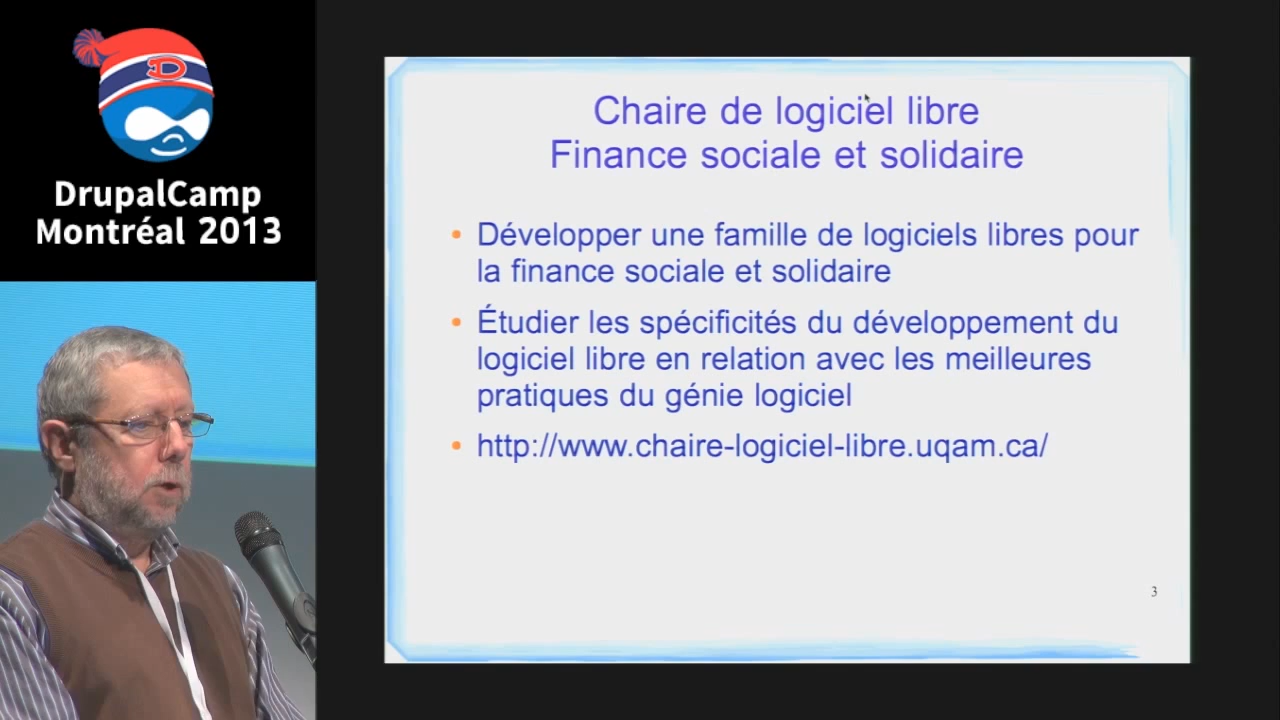 DrupalCamp
Montréal 2013
Chaire de logiciel libre
Finance sociale et solidaire
• Développer une famille de logiciels libres pour
la finance sociale et solidaire
• Étudier les spécificités du développement du
logiciel libre en relation avec les meilleures
pratiques du génie logiciel
• http://www.chaire-logiciel-libre.uqam.ca/
3